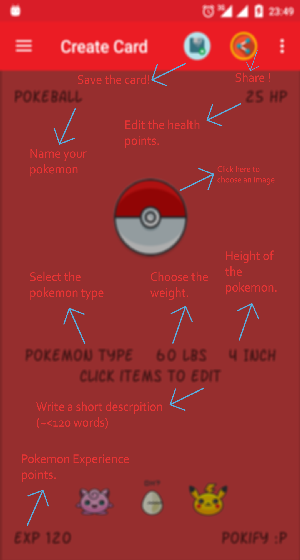 23:49
Create Card
Save the card!
Share !
POKEBALL
25 HP
Edit the health
points.
Name your
pokemon
Click here to
choose an image
Select the
pokemon type
Choose the
weight.
Height of
the
pokemon.
POKEMON TYPE 60 LBS 4 INCH
CLICK ITEMS TO EDIT
Write a short descrpition
(~<120 words)
Pokemon Experience
points.
EXP 120
POKIFY :P